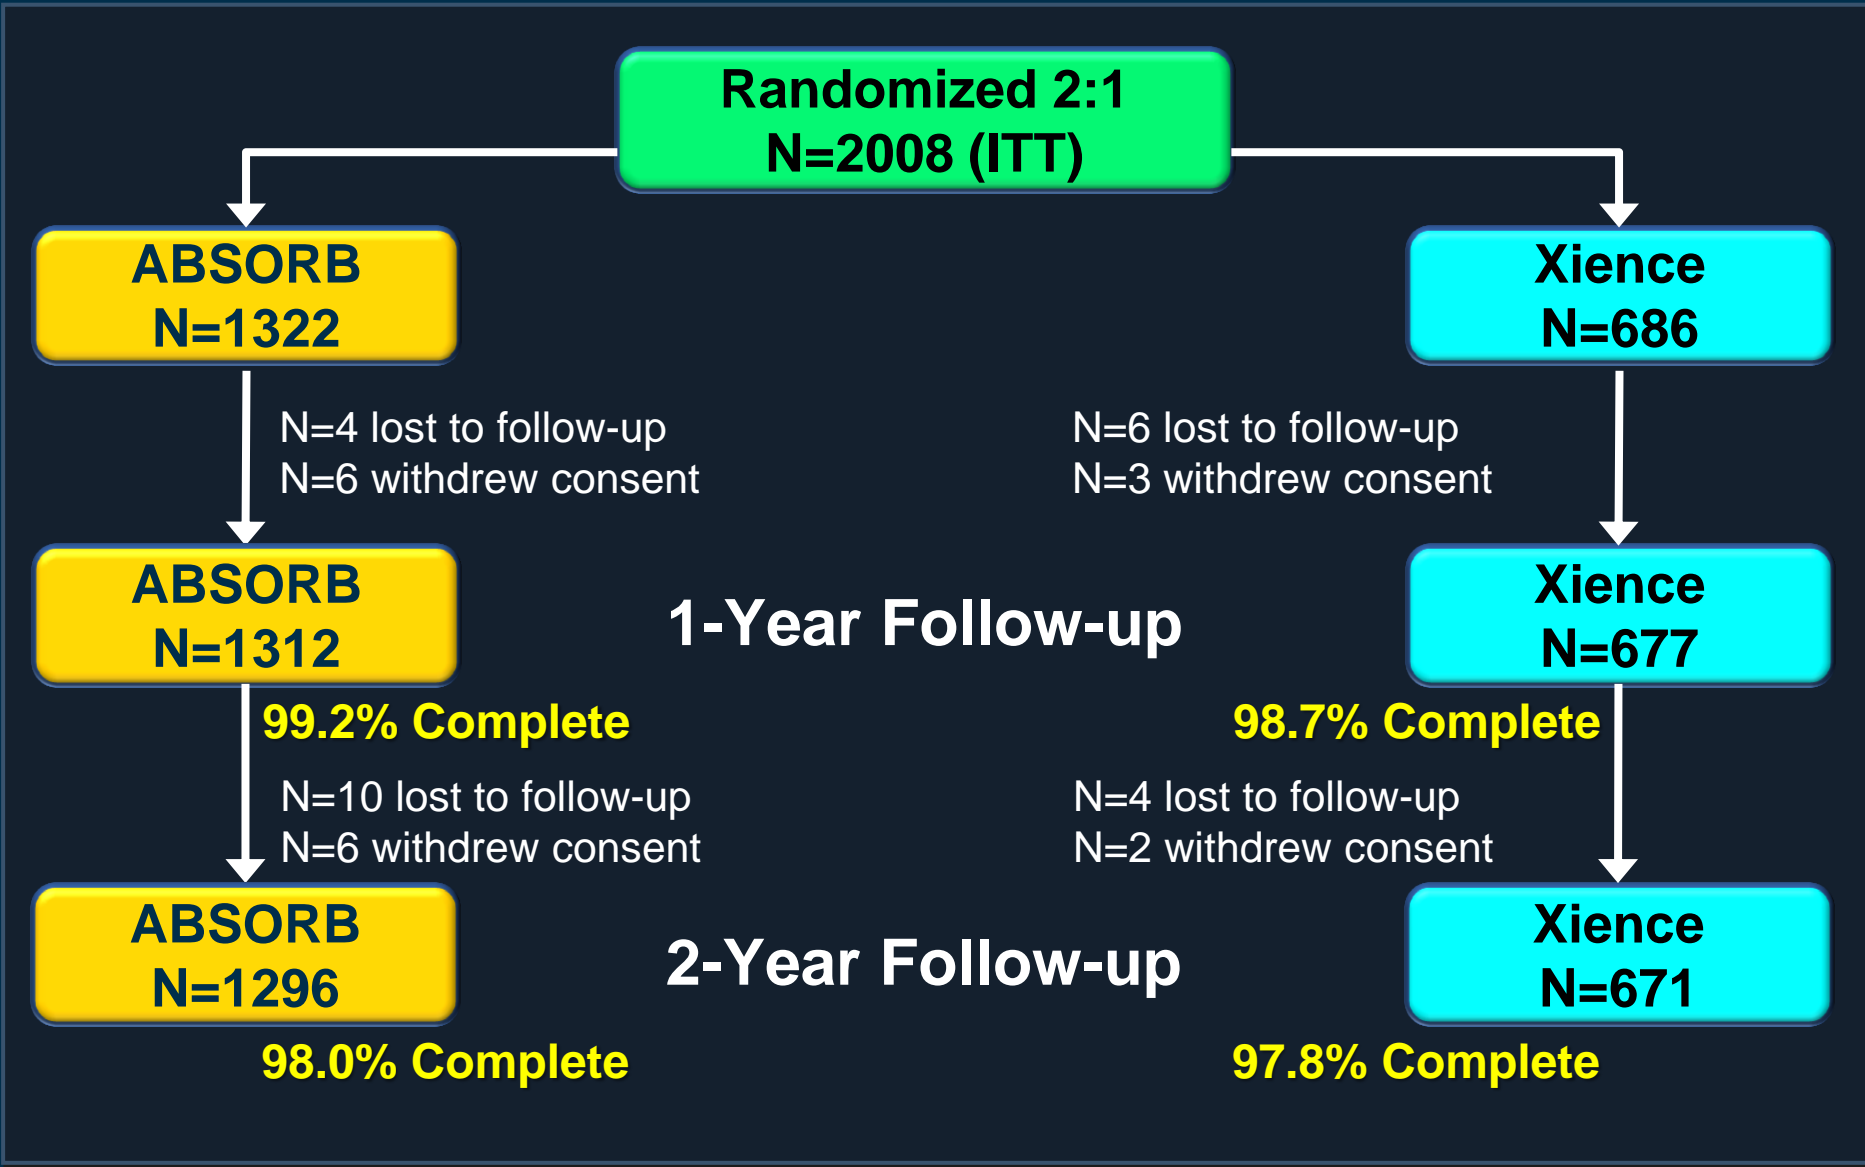 Randomized 2:1
N=2008 (ITT)
ABSORB
N=1322
Xience
N=686
N=4 lost to follow-up
N=6 withdrew consent
N=6 lost to follow-up
N=3 withdrew consent
ABSORB
N=1312
1-Year Follow-up
Xience
N=677
99.2% Complete
98.7% Complete
N=10 lost to follow-up
N=6 withdrew consent
N=4 lost to follow-up
N=2 withdrew consent
ABSORB
N=1296
2-Year Follow-up
Xience
N=671
98.0% Complete
97.8% Complete